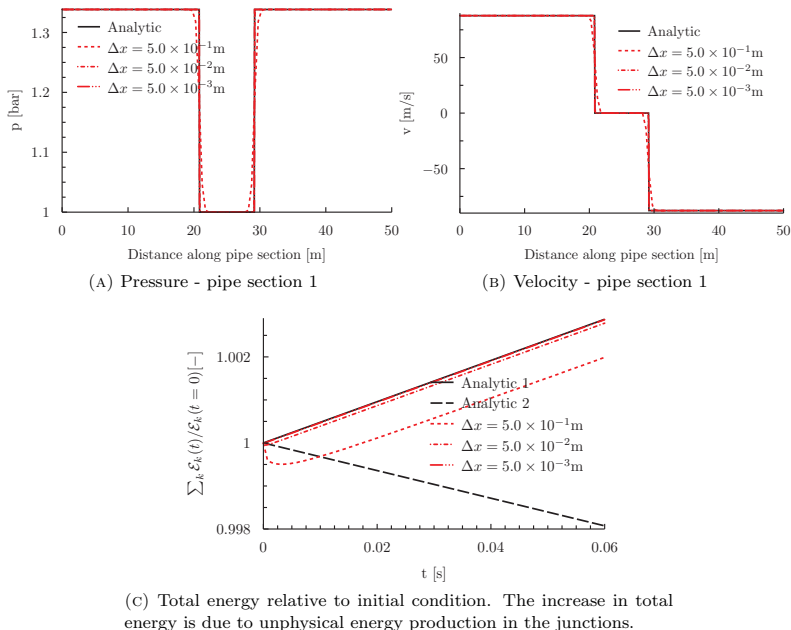 p [bar]
1.3
1.2
1.1
1
Analytic
Δx = 5.0 × 10⁻¹m
Δx = 5.0 × 10⁻²m
Δx = 5.0 × 10⁻³m
0 10 20 30 40 50
Distance along pipe section [m]
(A) Pressure - pipe section 1
v [m/s]
50
0
−50
Analytic
Δx = 5.0 × 10⁻¹m
Δx = 5.0 × 10⁻²m
Δx = 5.0 × 10⁻³m
0 10 20 30 40 50
Distance along pipe section [m]
(B) Velocity - pipe section 1
∑ₖ ℰₖ(t)/ℰₖ(t = 0)[−]
1.002
1
0.998
Analytic 1
Analytic 2
Δx = 5.0 × 10⁻¹m
Δx = 5.0 × 10⁻²m
Δx = 5.0 × 10⁻³m
0 0.02 0.04 0.06
t [s]
(C) Total energy relative to initial condition. The increase in total
energy is due to unphysical energy production in the junctions.